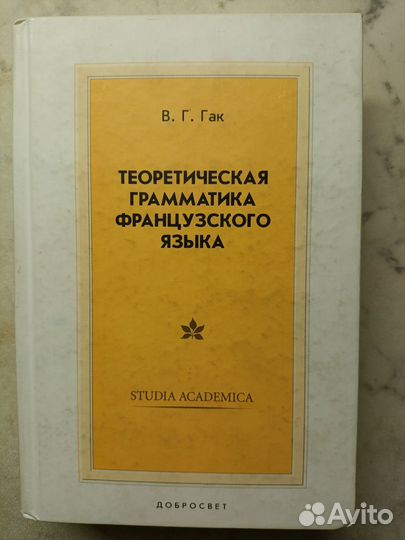 В. Г. Гак
ТЕОРЕТИЧЕСКАЯ
ГРАММАТИКА
ФРАНЦУЗСКОГО
ЯЗЫКА
STUDIA ACADEMICA
ДОБРОСВЕТ
Avito